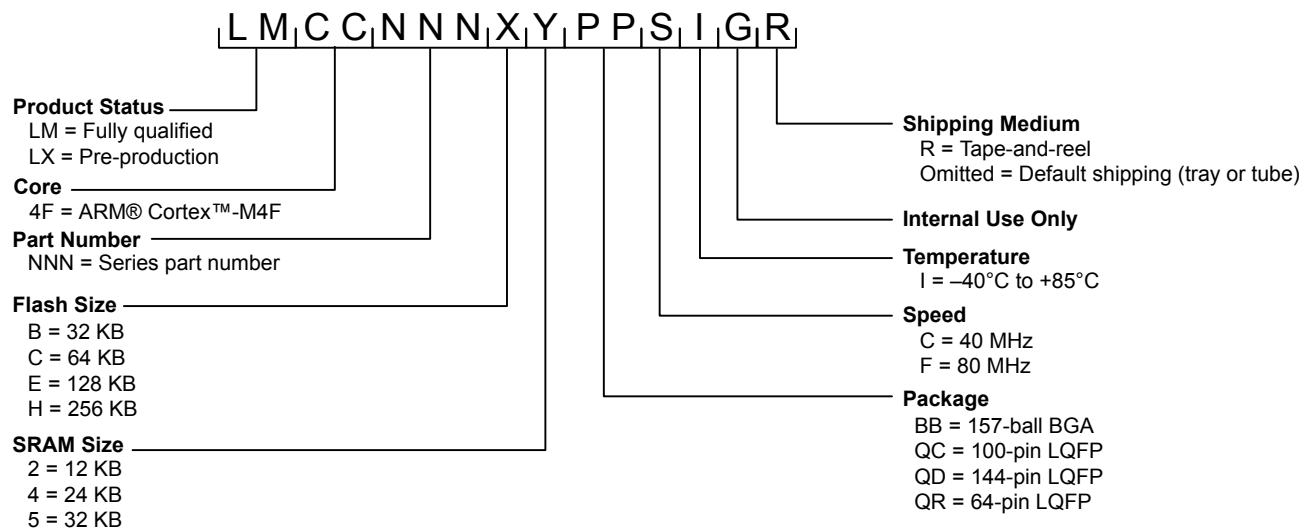 LMCCNNNXYPPSIGR
Product Status
LM = Fully qualified
LX = Pre-production
Core
4F = ARM® Cortex™-M4F
Part Number
NNN = Series part number
Flash Size
B = 32 KB
C = 64 KB
E = 128 KB
H = 256 KB
SRAM Size
2 = 12 KB
4 = 24 KB
5 = 32 KB
Shipping Medium
R = Tape-and-reel
Omitted = Default shipping (tray or tube)
Internal Use Only
Temperature
I = –40°C to +85°C
Speed
C = 40 MHz
F = 80 MHz
Package
BB = 157-ball BGA
QC = 100-pin LQFP
QD = 144-pin LQFP
QR = 64-pin LQFP